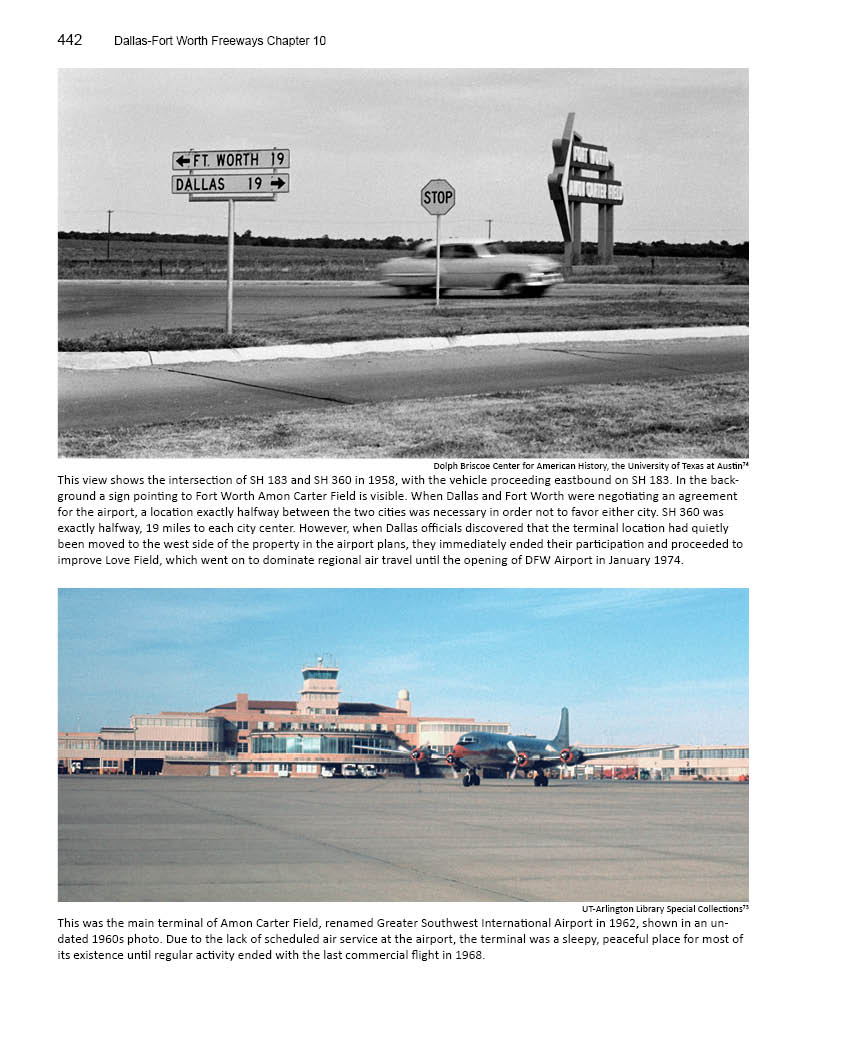 442 Dallas-Fort Worth Freeways Chapter 10
← FT. WORTH 19
DALLAS 19 →
STOP
FORT WORTH
AMON CARTER FIELD
Dolph Briscoe Center for American History, the University of Texas at Austin⁷⁴
This view shows the intersection of SH 183 and SH 360 in 1958, with the vehicle proceeding eastbound on SH 183. In the back-
ground a sign pointing to Fort Worth Amon Carter Field is visible. When Dallas and Fort Worth were negotiating an agreement
for the airport, a location exactly halfway between the two cities was necessary in order not to favor either city. SH 360 was
exactly halfway, 19 miles to each city center. However, when Dallas officials discovered that the terminal location had quietly
been moved to the west side of the property in the airport plans, they immediately ended their participation and proceeded to
improve Love Field, which went on to dominate regional air travel until the opening of DFW Airport in January 1974.
UT-Arlington Library Special Collections⁷⁵
This was the main terminal of Amon Carter Field, renamed Greater Southwest International Airport in 1962, shown in an un-
dated 1960s photo. Due to the lack of scheduled air service at the airport, the terminal was a sleepy, peaceful place for most of
its existence until regular activity ended with the last commercial flight in 1968.